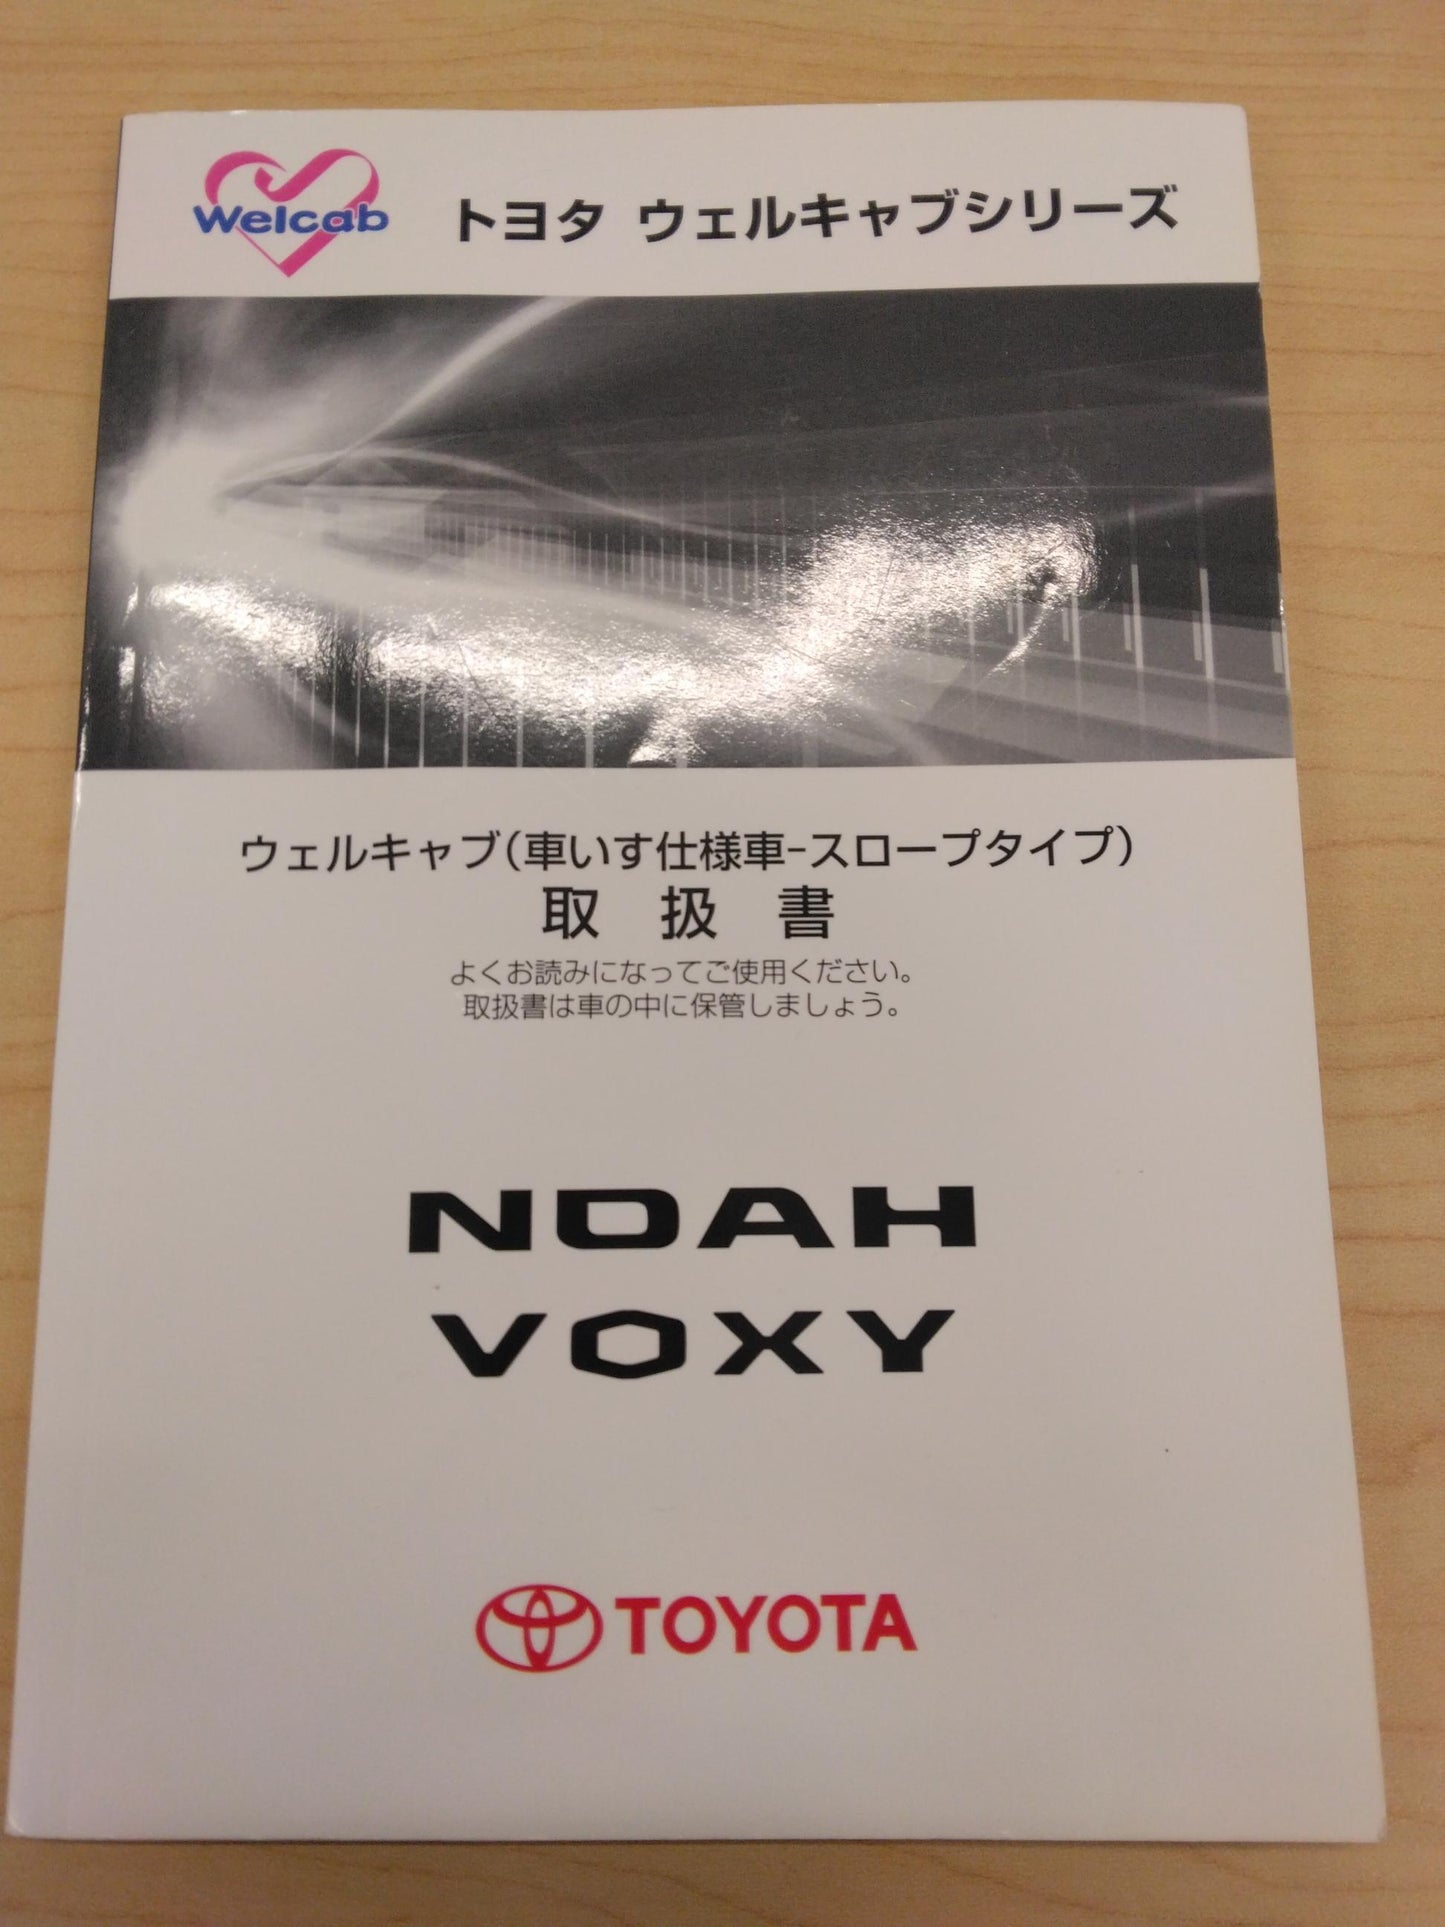 Welcab
トヨタ ウェルキャブシリーズ
ウェルキャブ(車いす仕様車-スロープタイプ)
取 扱 書
よくお読みになってご使用ください。
取扱書は車の中に保管しましょう。
NOAH
VOXY
TOYOTA